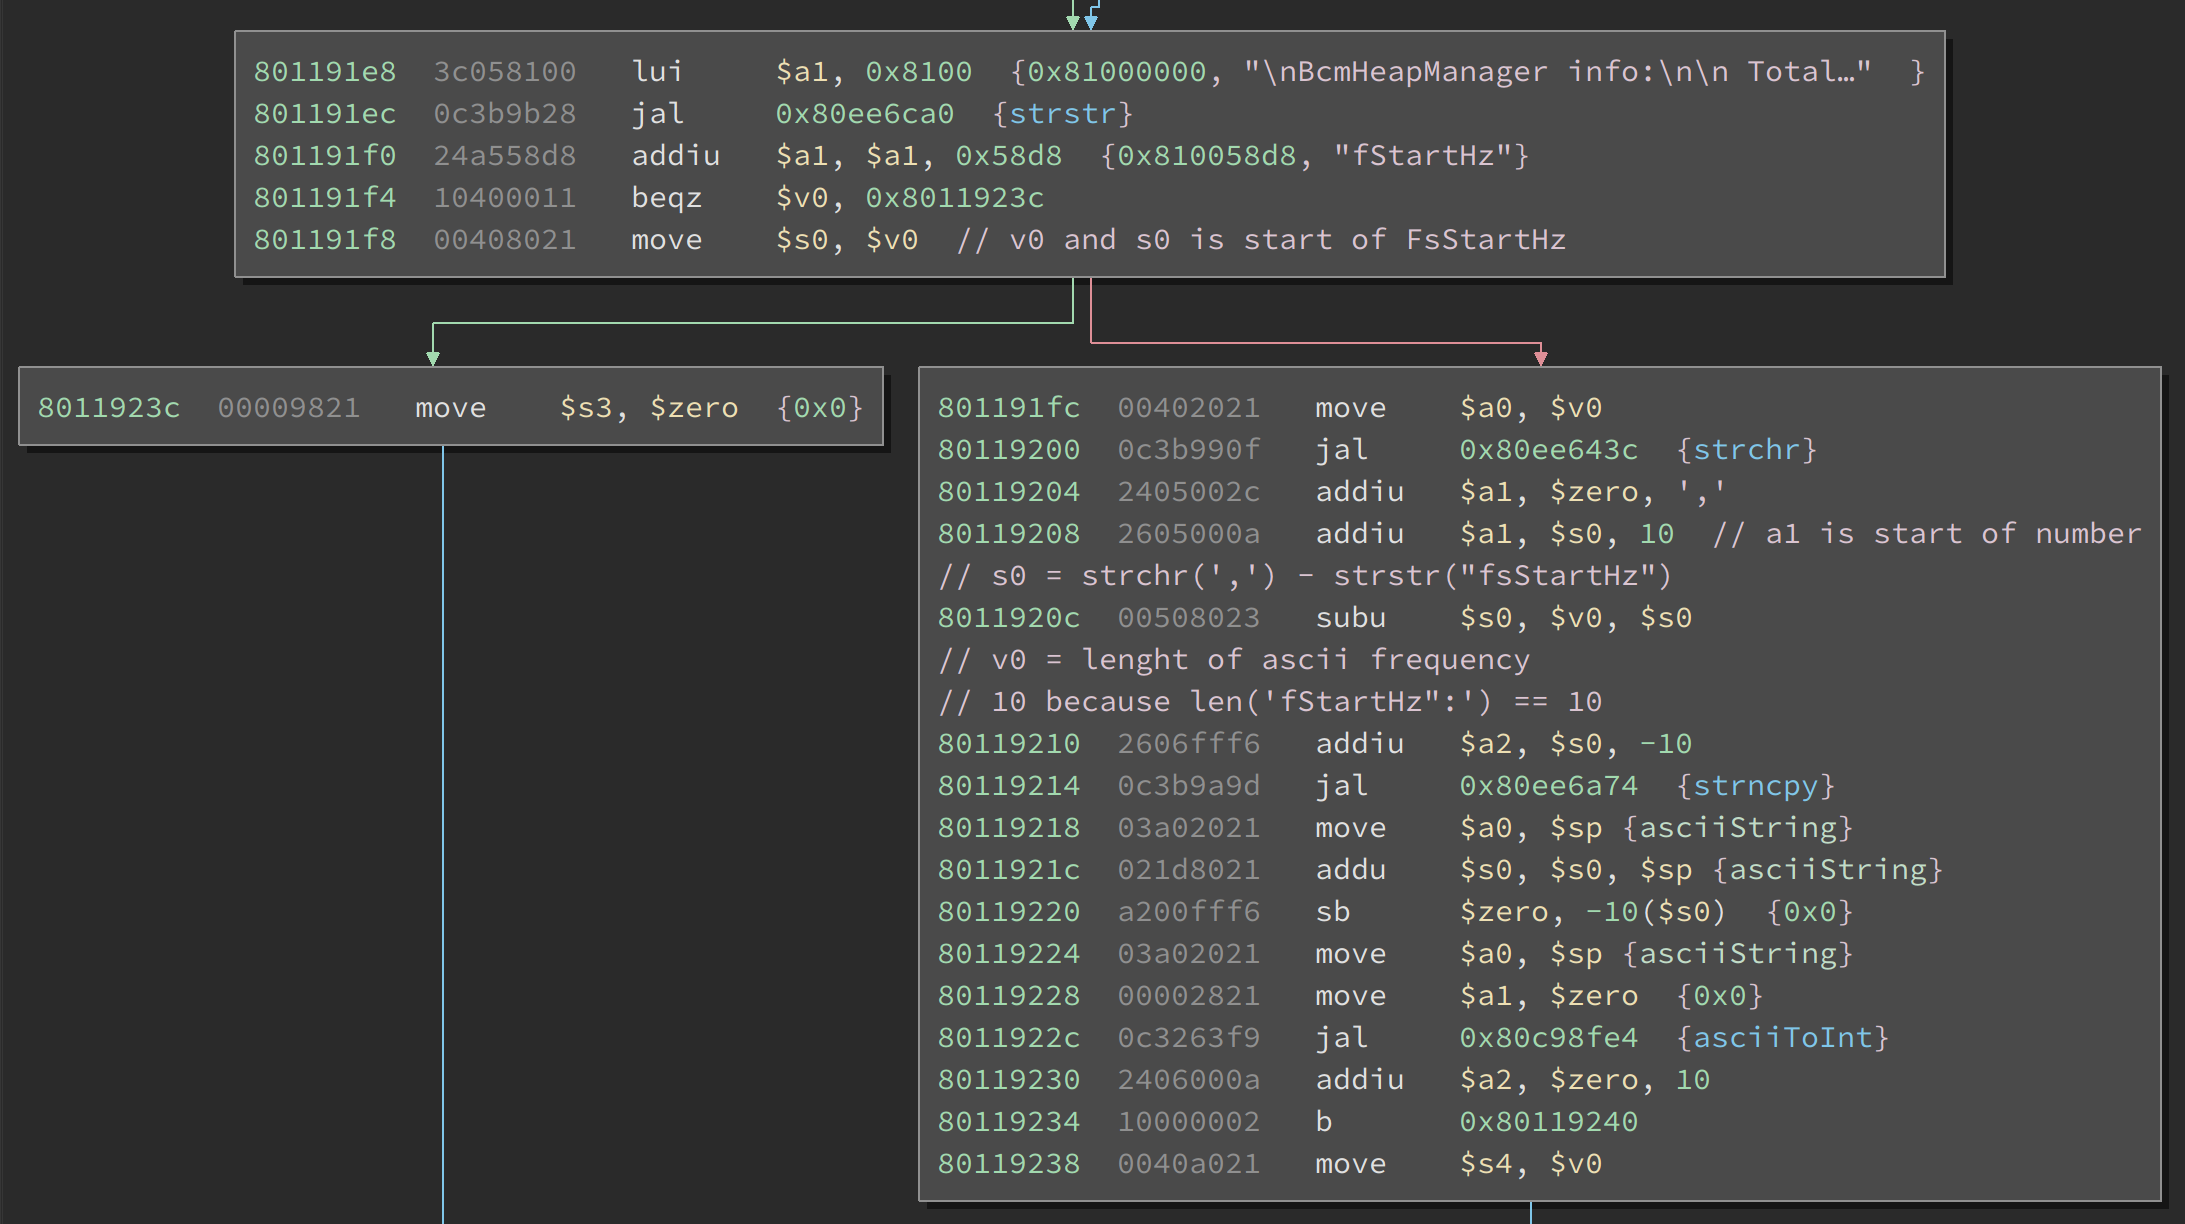 801191e8 3c058100 lui $a1, 0x8100 {0x81000000, "\nBcmHeapManager info:\n\n Total…" }
801191ec 0c3b9b28 jal 0x80ee6ca0 {strstr}
801191f0 24a558d8 addiu $a1, $a1, 0x58d8 {0x810058d8, "fStartHz"}
801191f4 10400011 beqz $v0, 0x8011923c
801191f8 00408021 move $s0, $v0 // v0 and s0 is start of FsStartHz
8011923c 00009821 move $s3, $zero {0x0}
801191fc 00402021 move $a0, $v0
80119200 0c3b990f jal 0x80ee643c {strchr}
80119204 2405002c addiu $a1, $zero, ','
80119208 2605000a addiu $a1, $s0, 10 // a1 is start of number
// s0 = strchr(',') - strstr("fsStartHz")
8011920c 00508023 subu $s0, $v0, $s0
// v0 = lenght of ascii frequency
// 10 because len('fStartHz":') == 10
80119210 2606fff6 addiu $a2, $s0, -10
80119214 0c3b9a9d jal 0x80ee6a74 {strncpy}
80119218 03a02021 move $a0, $sp {asciiString}
8011921c 021d8021 addu $s0, $s0, $sp {asciiString}
80119220 a200fff6 sb $zero, -10($s0) {0x0}
80119224 03a02021 move $a0, $sp {asciiString}
80119228 00002821 move $a1, $zero {0x0}
8011922c 0c3263f9 jal 0x80c98fe4 {asciiToInt}
80119230 2406000a addiu $a2, $zero, 10
80119234 10000002 b 0x80119240
80119238 0040a021 move $s4, $v0